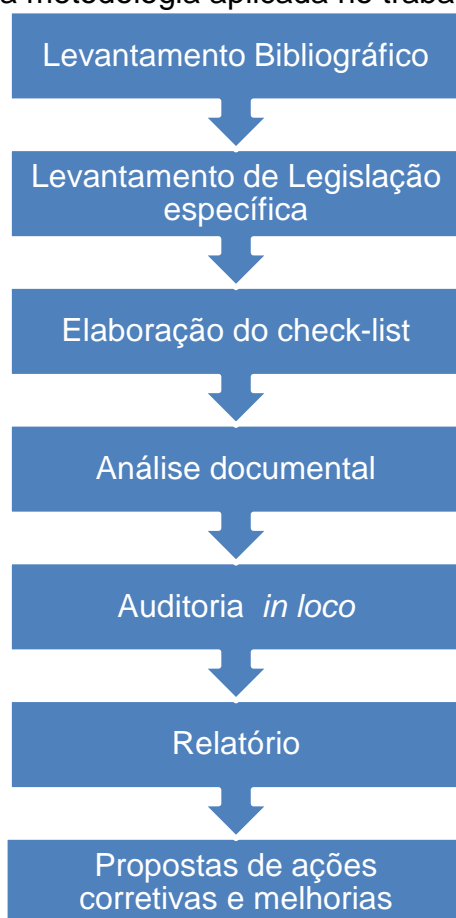 a metodologia aplicada no traba
Levantamento Bibliográfico
Levantamento de Legislação
específica
Elaboração do check-list
Análise documental
Auditoria in loco
Relatório
Propostas de ações
corretivas e melhorias